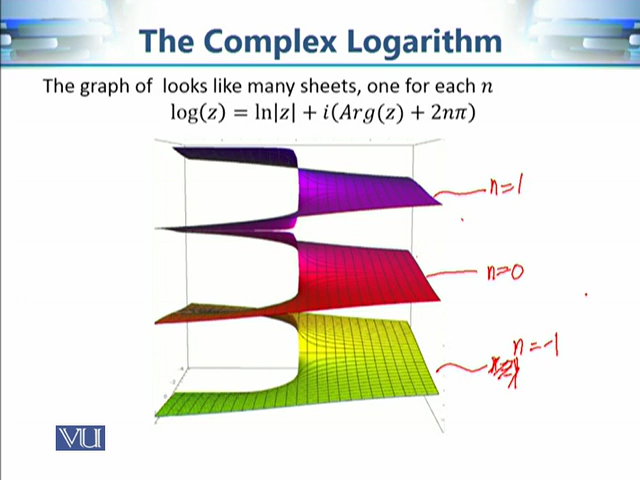 The Complex Logarithm
The graph of looks like many sheets, one for each n
log(z) = ln|z| + i(Arg(z) + 2nπ)
n=1
n=0
n=-1
VU